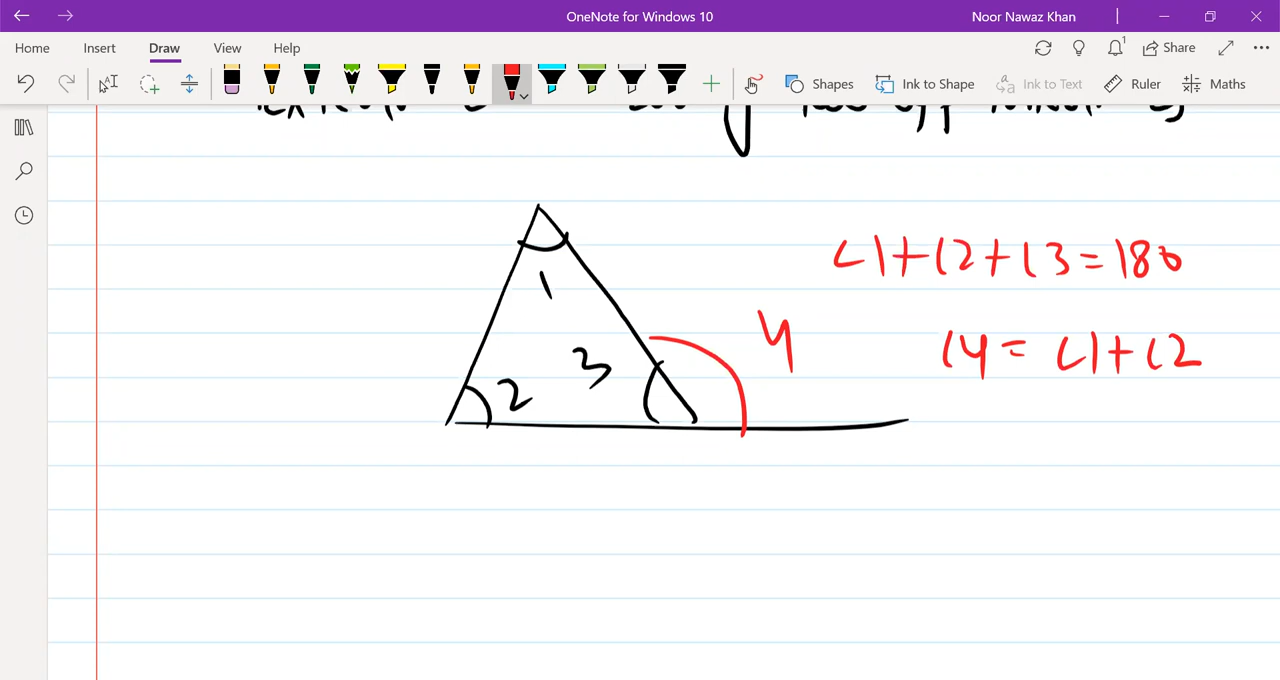 OneNote for Windows 10
Noor Nawaz Khan
Home Insert Draw View Help
1 Share
Shapes Ink to Shape Ink to Text Ruler Maths
∠1+∠2+∠3=180
1
4
∠4=∠1+∠2
3
2